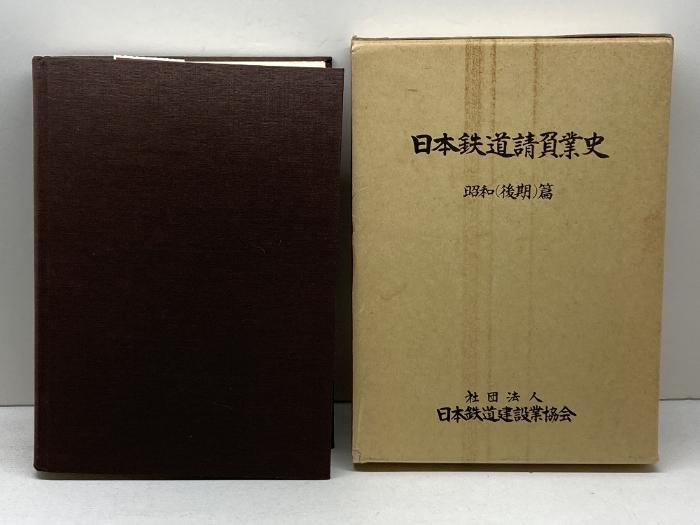 日本鉄道請負業史
昭和(後期)篇
社団法人
日本鉄道建設業協会